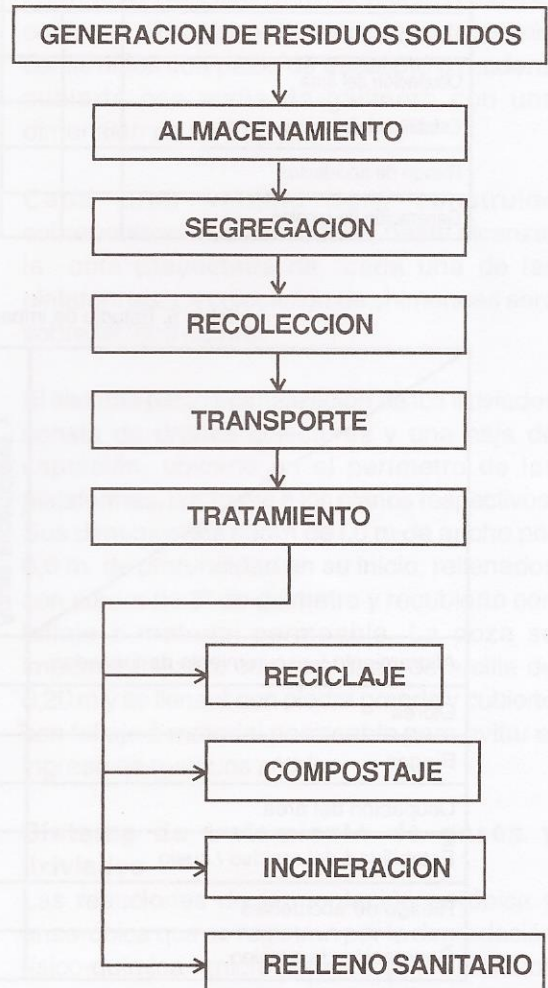 GENERACION DE RESIDUOS SOLIDOS
ALMACENAMIENTO
SEGREGACION
RECOLECCION
TRANSPORTE
TRATAMIENTO
RECICLAJE
COMPOSTAJE
INCINERACION
RELLENO SANITARIO